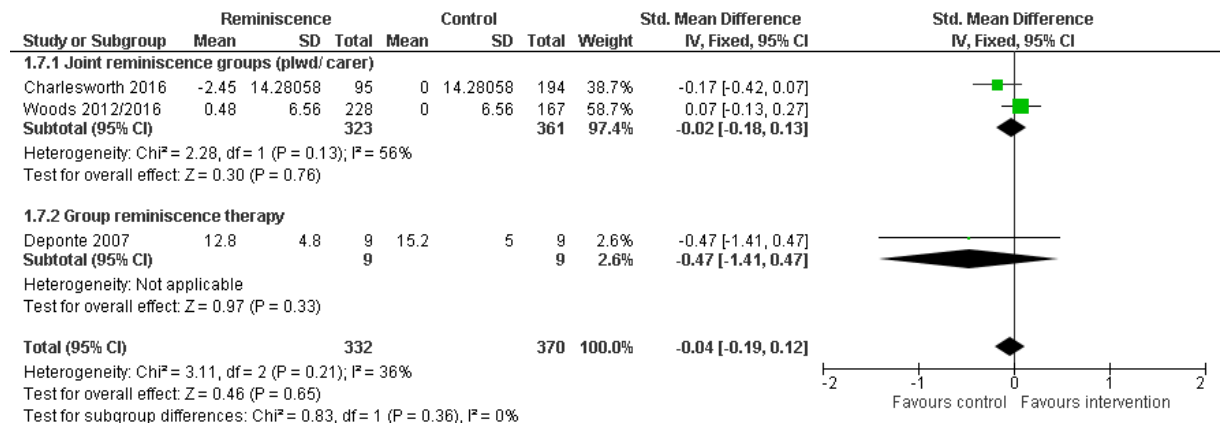 Reminiscence Control Std. Mean Difference Std. Mean Difference
Study or Subgroup Mean SD Total Mean SD Total Weight IV, Fixed, 95% CI IV, Fixed, 95% CI
1.7.1 Joint reminiscence groups (plwd/ carer)
Charlesworth 2016 -2.45 14.28058 95 0 14.28058 194 38.7% -0.17 [-0.42, 0.07]
Woods 2012/2016 0.48 6.56 228 0 6.56 167 58.7% 0.07 [-0.13, 0.27]
Subtotal (95% CI) 323 361 97.4% -0.02 [-0.18, 0.13]
Heterogeneity: Chi² = 2.28, df = 1 (P = 0.13); I² = 56%
Test for overall effect: Z = 0.30 (P = 0.76)
1.7.2 Group reminiscence therapy
Deponte 2007 12.8 4.8 9 15.2 5 9 2.6% -0.47 [-1.41, 0.47]
Subtotal (95% CI) 9 9 2.6% -0.47 [-1.41, 0.47]
Heterogeneity: Not applicable
Test for overall effect: Z = 0.97 (P = 0.33)
Total (95% CI) 332 370 100.0% -0.04 [-0.19, 0.12]
Heterogeneity: Chi² = 3.11, df = 2 (P = 0.21); I² = 36%
Test for overall effect: Z = 0.46 (P = 0.65)
Test for subgroup differences: Chi² = 0.83, df = 1 (P = 0.36), I² = 0%
-2 -1 0 1 2
Favours control Favours intervention